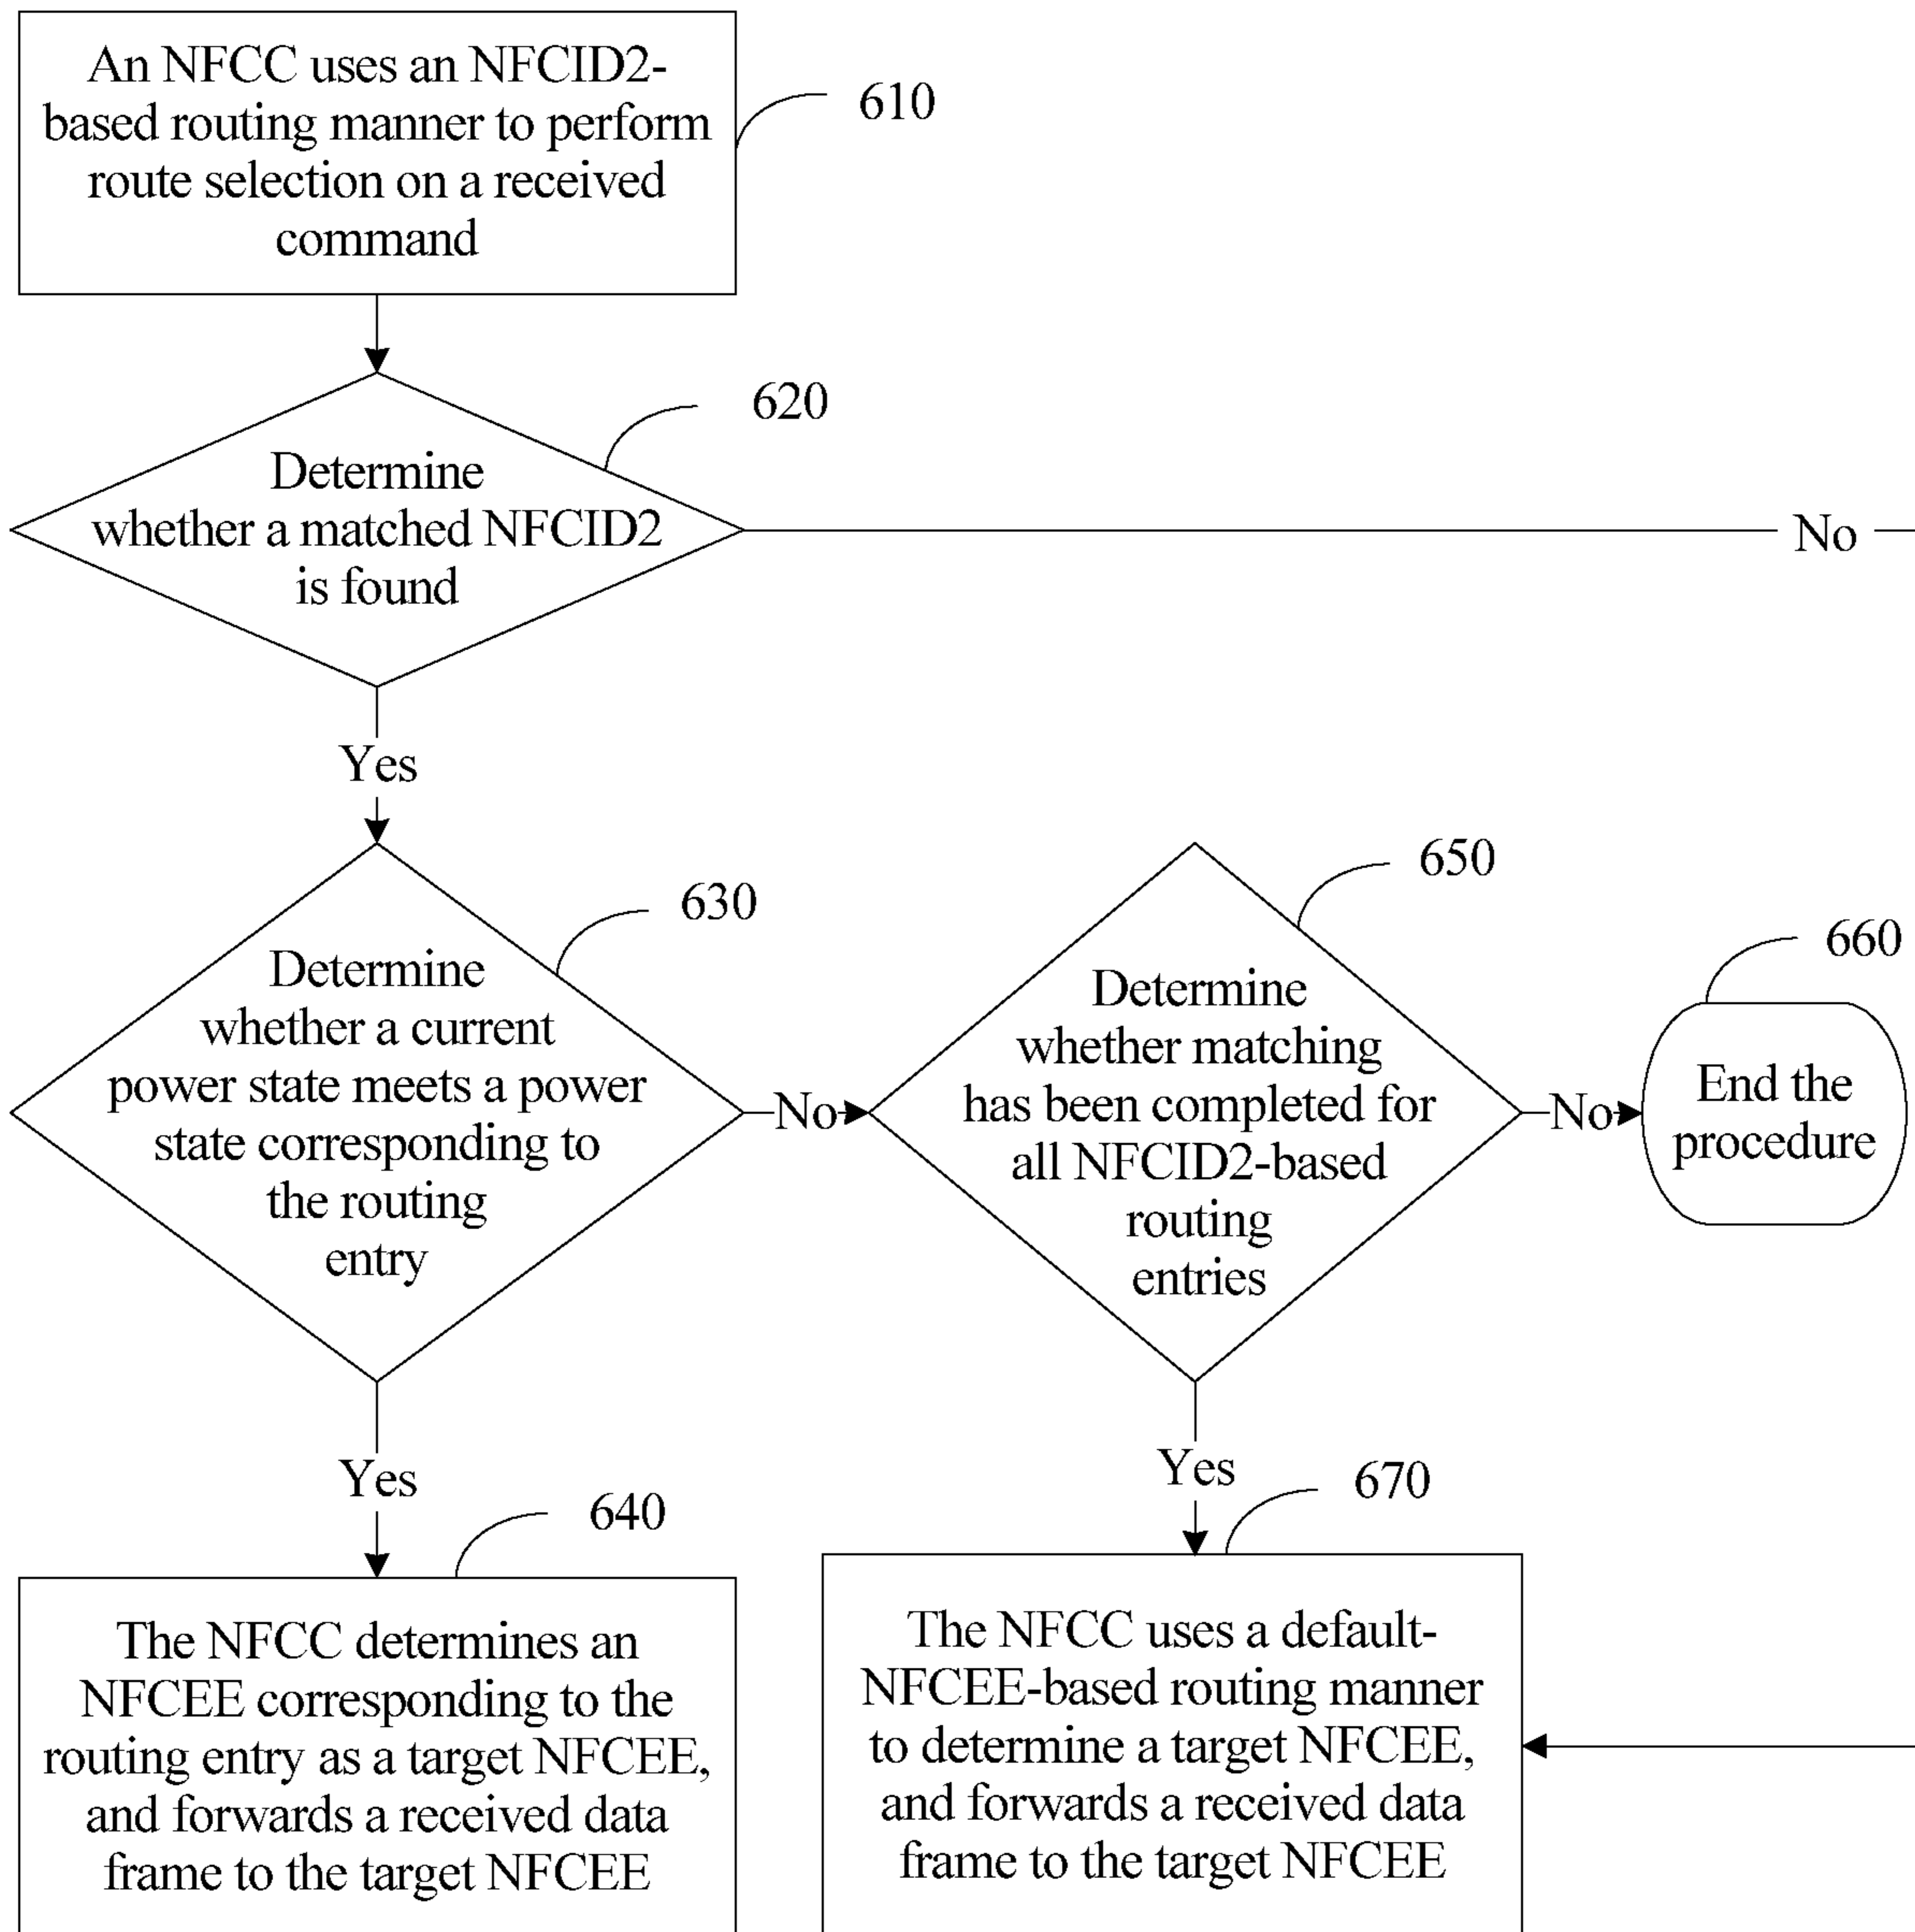 An NFCC uses an NFCID2-
based routing manner to perform
route selection on a received
command
610
620
Determine
whether a matched NFCID2
is found
No
Yes
630
Determine
whether a current
power state meets a power
state corresponding to
the routing
entry
No
650
Determine
whether matching
has been completed for
all NFCID2-based
routing
entries
No
660
End the
procedure
Yes
640
The NFCC determines an
NFCEE corresponding to the
routing entry as a target NFCEE,
and forwards a received data
frame to the target NFCEE
Yes
670
The NFCC uses a default-
NFCEE-based routing manner
to determine a target NFCEE,
and forwards a received data
frame to the target NFCEE